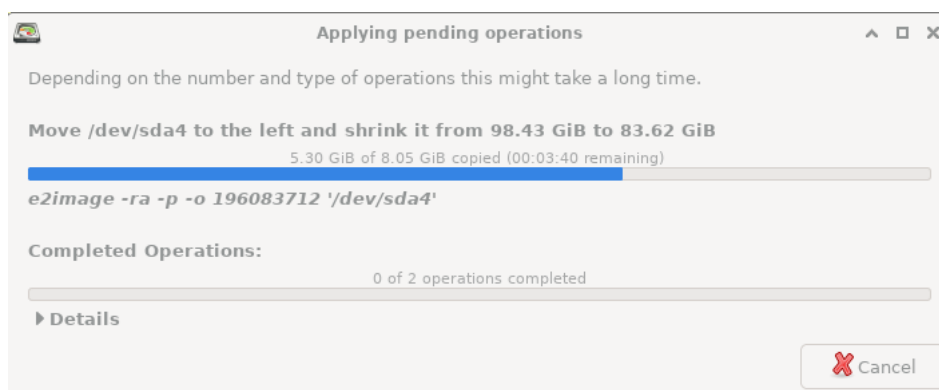 Applying pending operations
Depending on the number and type of operations this might take a long time.
Move /dev/sda4 to the left and shrink it from 98.43 GiB to 83.62 GiB
5.30 GiB of 8.05 GiB copied (00:03:40 remaining)
e2image -ra -p -o 196083712 '/dev/sda4'
Completed Operations:
0 of 2 operations completed
Details
Cancel